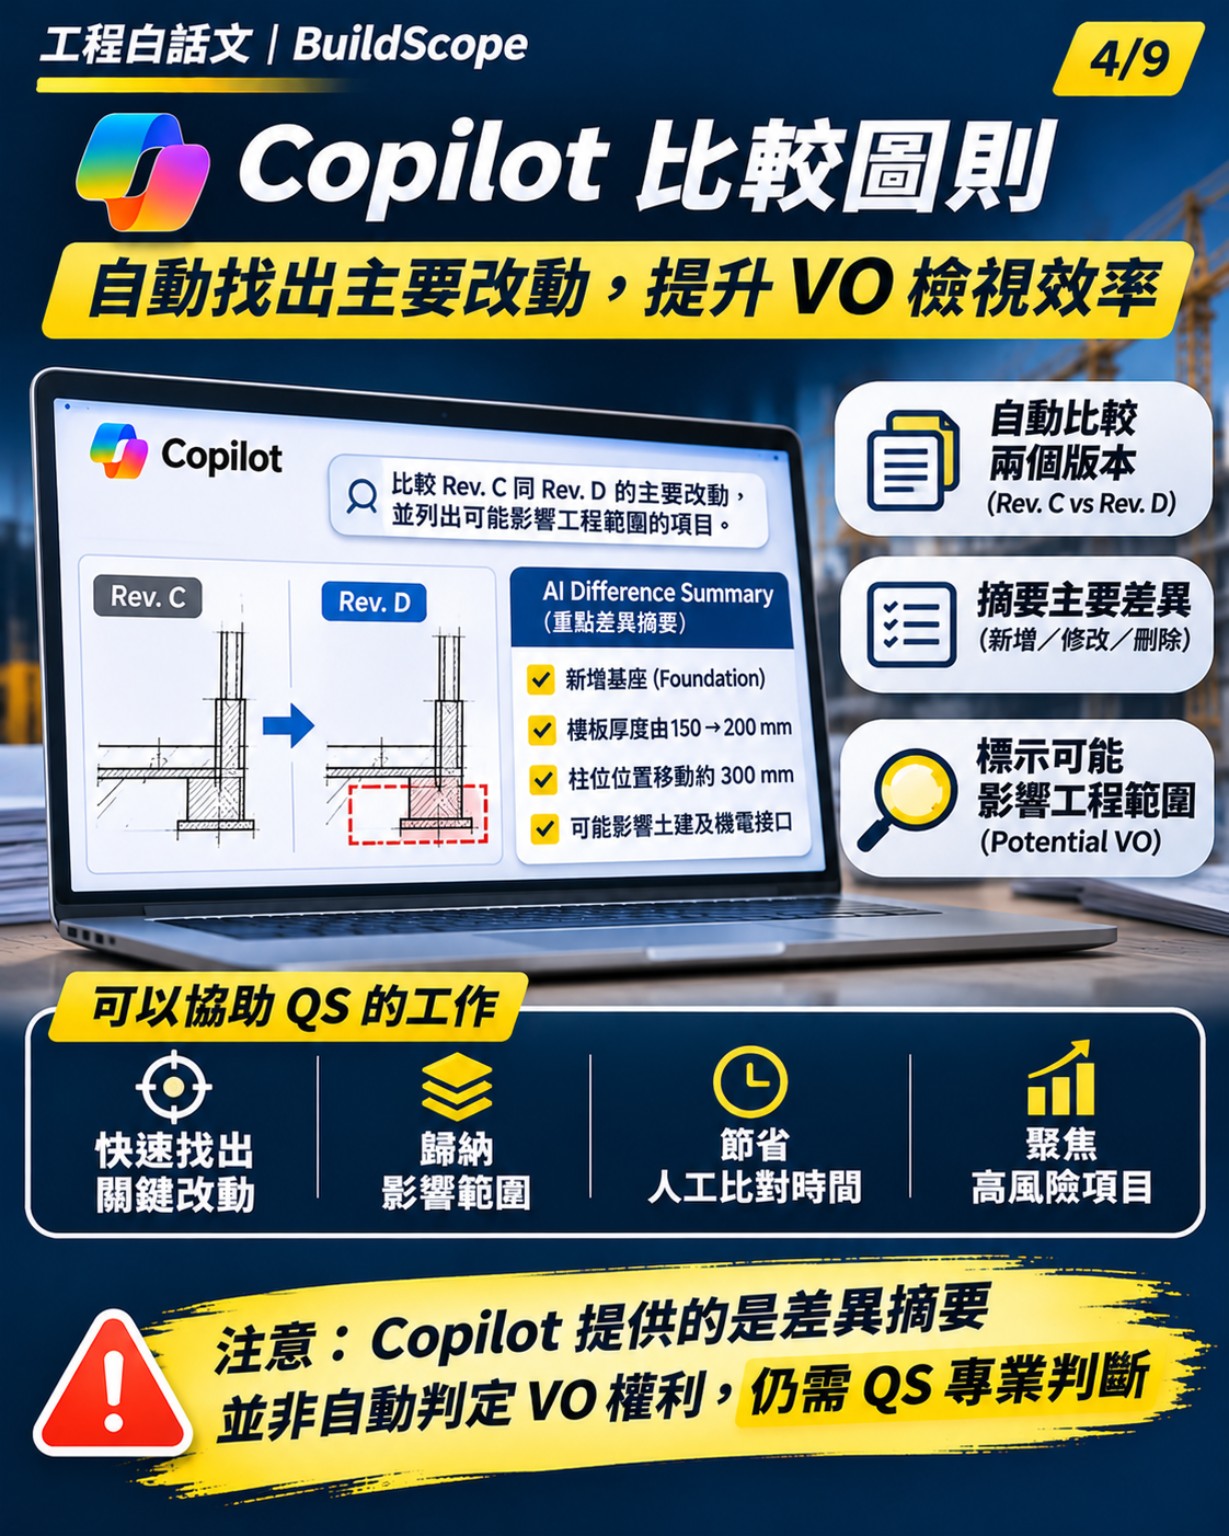 工程白話文｜BuildScope
4/9
Copilot 比較圖則
自動找出主要改動，提升 VO 檢視效率
Copilot
比較 Rev. C 同 Rev. D 的主要改動，
並列出可能影響工程範圍的項目。
Rev. C
Rev. D
AI Difference Summary
（重點差異摘要）
新增基座 (Foundation)
樓板厚度由 150 → 200 mm
柱位位置移動約 300 mm
可能影響土建及機電接口
自動比較
兩個版本
(Rev. C vs Rev. D)
摘要主要差異
(新增／修改／刪除)
標示可能
影響工程範圍
(Potential VO)
可以協助 QS 的工作
快速找出
關鍵改動
歸納
影響範圍
節省
人工比對時間
聚焦
高風險項目
注意：Copilot 提供的是差異摘要
並非自動判定 VO 權利，仍需 QS 專業判斷